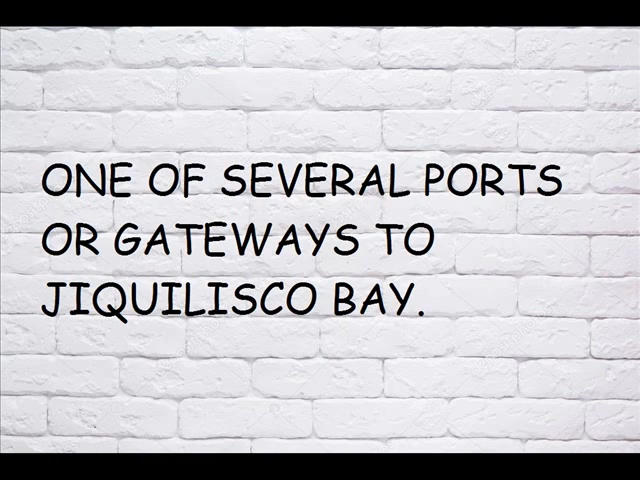 ONE OF SEVERAL PORTS
OR GATEWAYS TO
JIQUILISCO BAY.